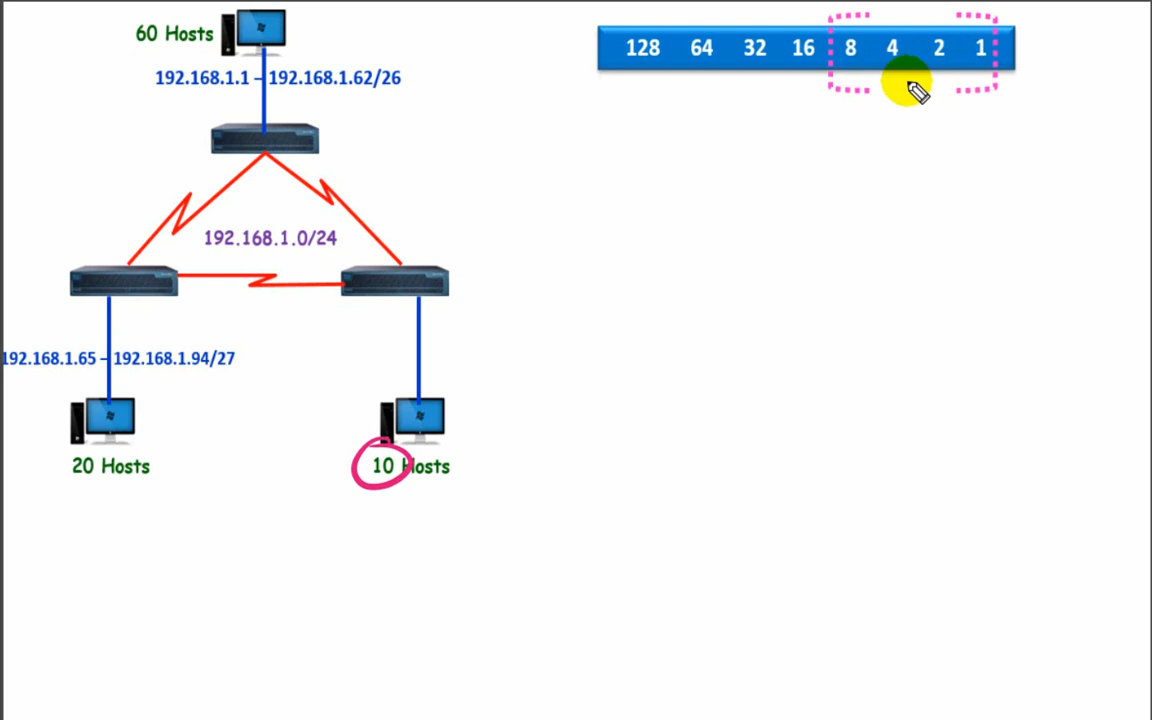 60 Hosts
128 64 32 16 8 4 2 1
192.168.1.1 – 192.168.1.62/26
192.168.1.0/24
192.168.1.65 – 192.168.1.94/27
20 Hosts
10 Hosts